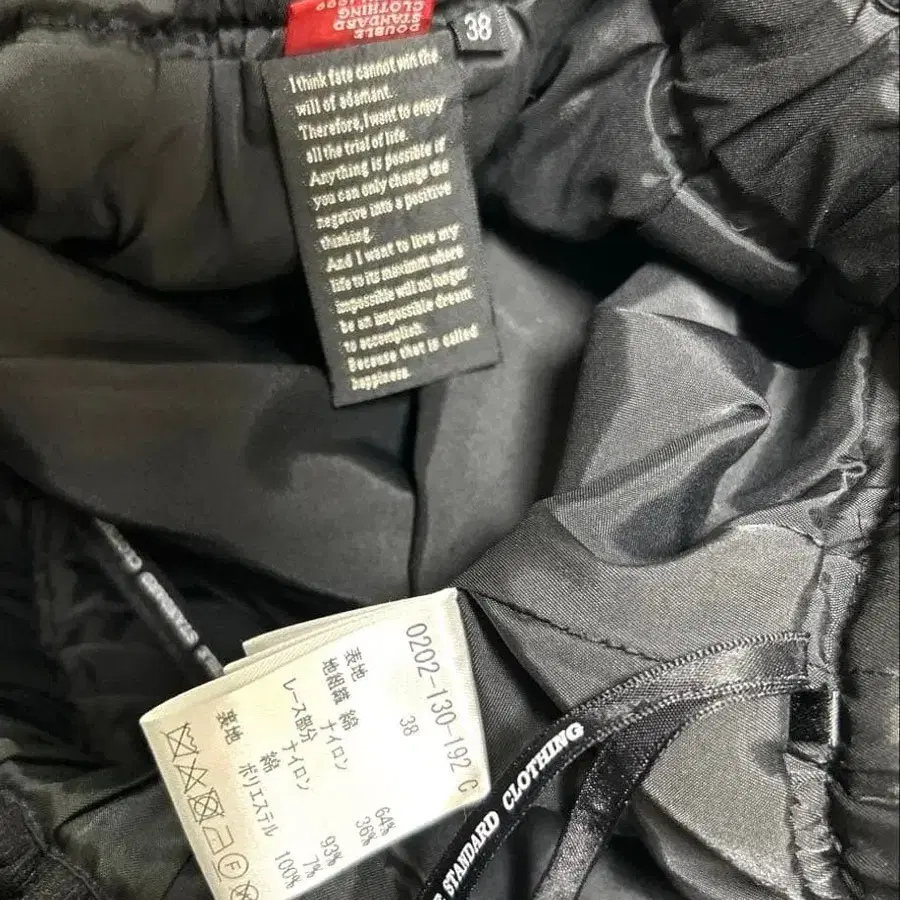 DOUBLE
STANDARD
CLOTHING
38
I think fate cannot win the
will of adamant.
Therefore, I want to enjoy
all the trial of life.
Anything is possible if
you can only change the
negative into a positive
thinking.
And I want to live my
life to its maximum where
impossible will no longer
be an impossible dream
to accomplish.
Because that is called
happiness.
0202-130-192 C
38
表地
地組織 綿 64%
ナイロン 36%
レース部分 ナイロン 93%
綿 7%
裏地 ポリエステル 100%
STANDARD CLOTHING